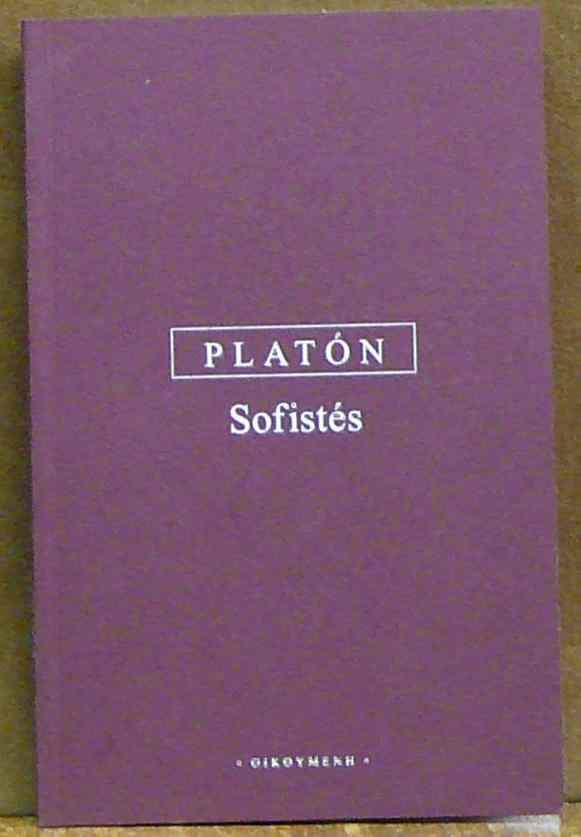 PLATÓN
Sofistés
• OIKOYMENH •